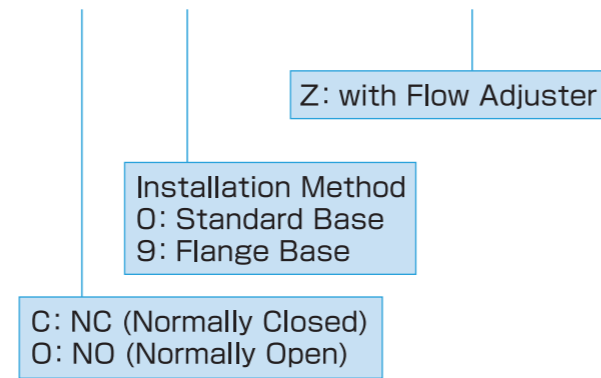 Z: with Flow Adjuster
Installation Method
0: Standard Base
9: Flange Base
C: NC (Normally Closed)
O: NO (Normally Open)